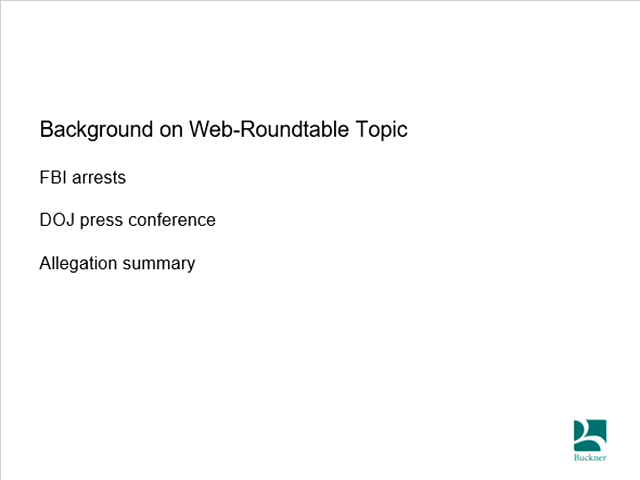 Background on Web-Roundtable Topic
FBI arrests
DOJ press conference
Allegation summary
Buckner